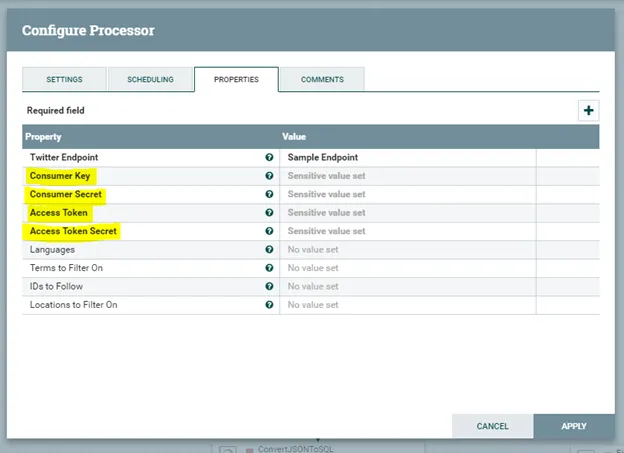 Configure Processor
SETTINGS SCHEDULING PROPERTIES COMMENTS
Required field
Property Value
Twitter Endpoint Sample Endpoint
Consumer Key Sensitive value set
Consumer Secret Sensitive value set
Access Token Sensitive value set
Access Token Secret Sensitive value set
Languages No value set
Terms to Filter On No value set
IDs to Follow No value set
Locations to Filter On No value set
CANCEL APPLY
ConvertJSONToSQL